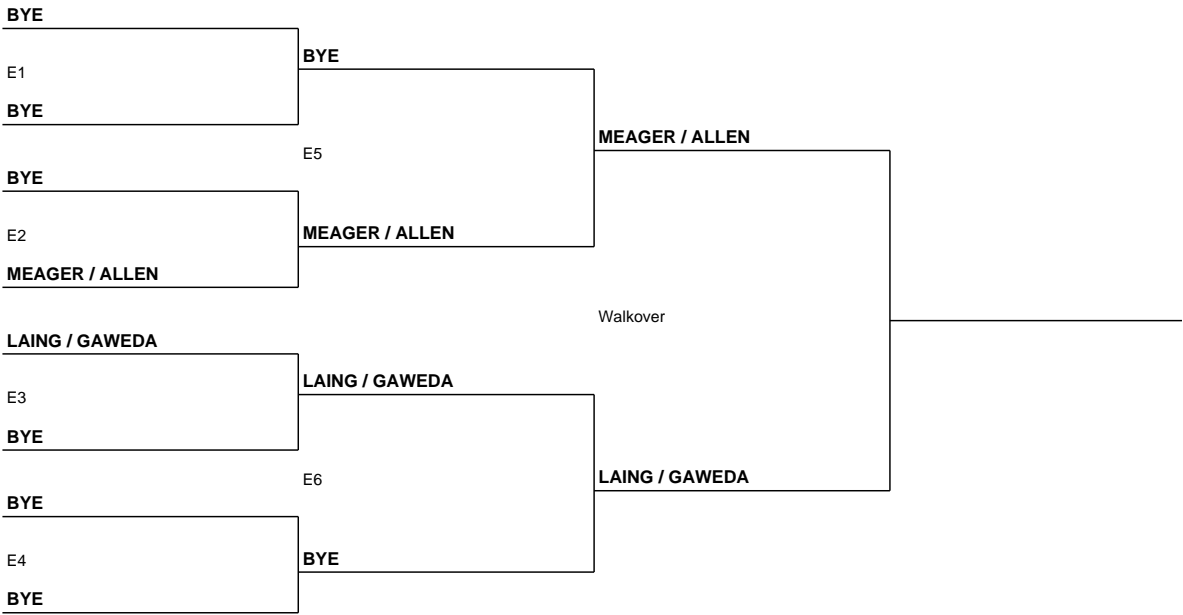 BYE
E1
BYE
BYE
E2
MEAGER / ALLEN
LAING / GAWEDA
E3
BYE
BYE
E4
BYE
BYE
E5
MEAGER / ALLEN
LAING / GAWEDA
E6
BYE
MEAGER / ALLEN
Walkover
LAING / GAWEDA